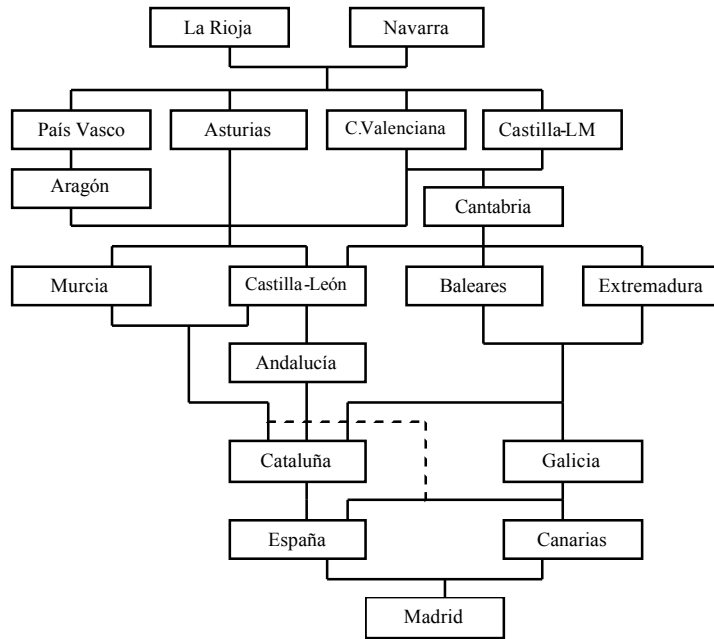 La Rioja
Navarra
País Vasco
Asturias
C.Valenciana
Castilla-LM
Aragón
Cantabria
Murcia
Castilla-León
Baleares
Extremadura
Andalucía
Cataluña
Galicia
España
Canarias
Madrid